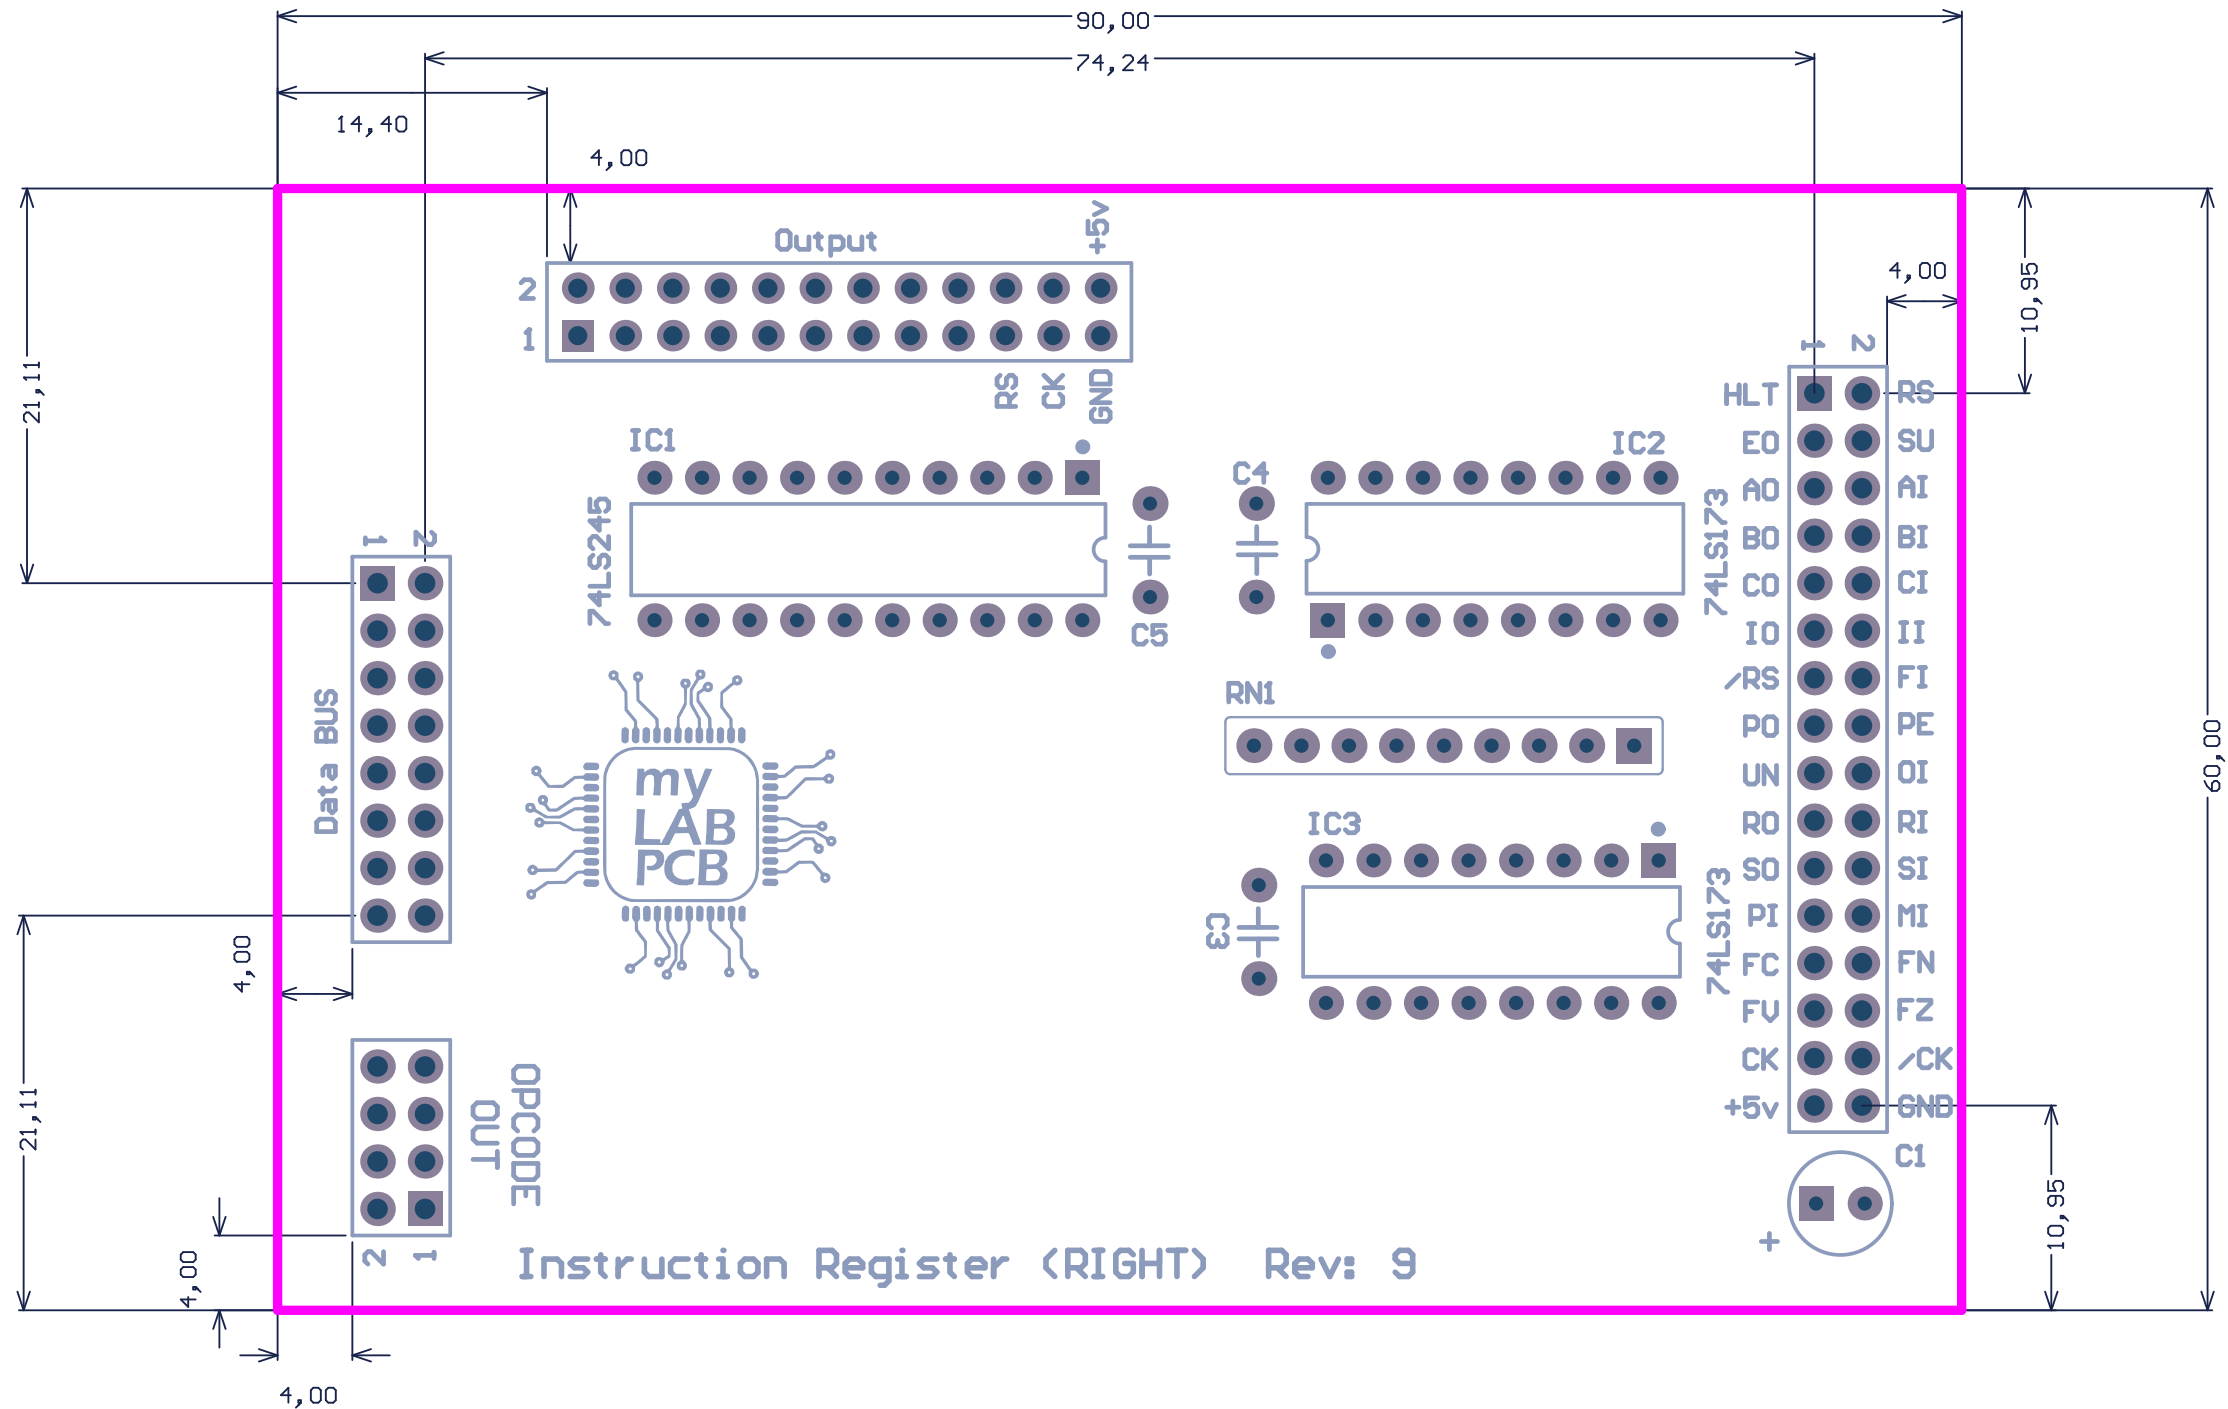 90,00
74,24
14,40
4,00
Output
+5v
2
1
RS
CK
GND
21,11
10,95
4,00
1
2
HLT RS
EO SU
AO AI
BO BI
CO CI
IO II
/RS FI
PO PE
UN OI
RO RI
SO SI
PI MI
FC FN
FV FZ
CK /CK
+5v GND
IC1
74LS245
C5
C4
IC2
74LS173
1
2
Data BUS
RN1
my
LAB
PCB
IC3
74LS173
C3
60,00
4,00
21,11
OPCODE
OUT
2
1
4,00
4,00
C1
+
10,95
Instruction Register (RIGHT) Rev: 9